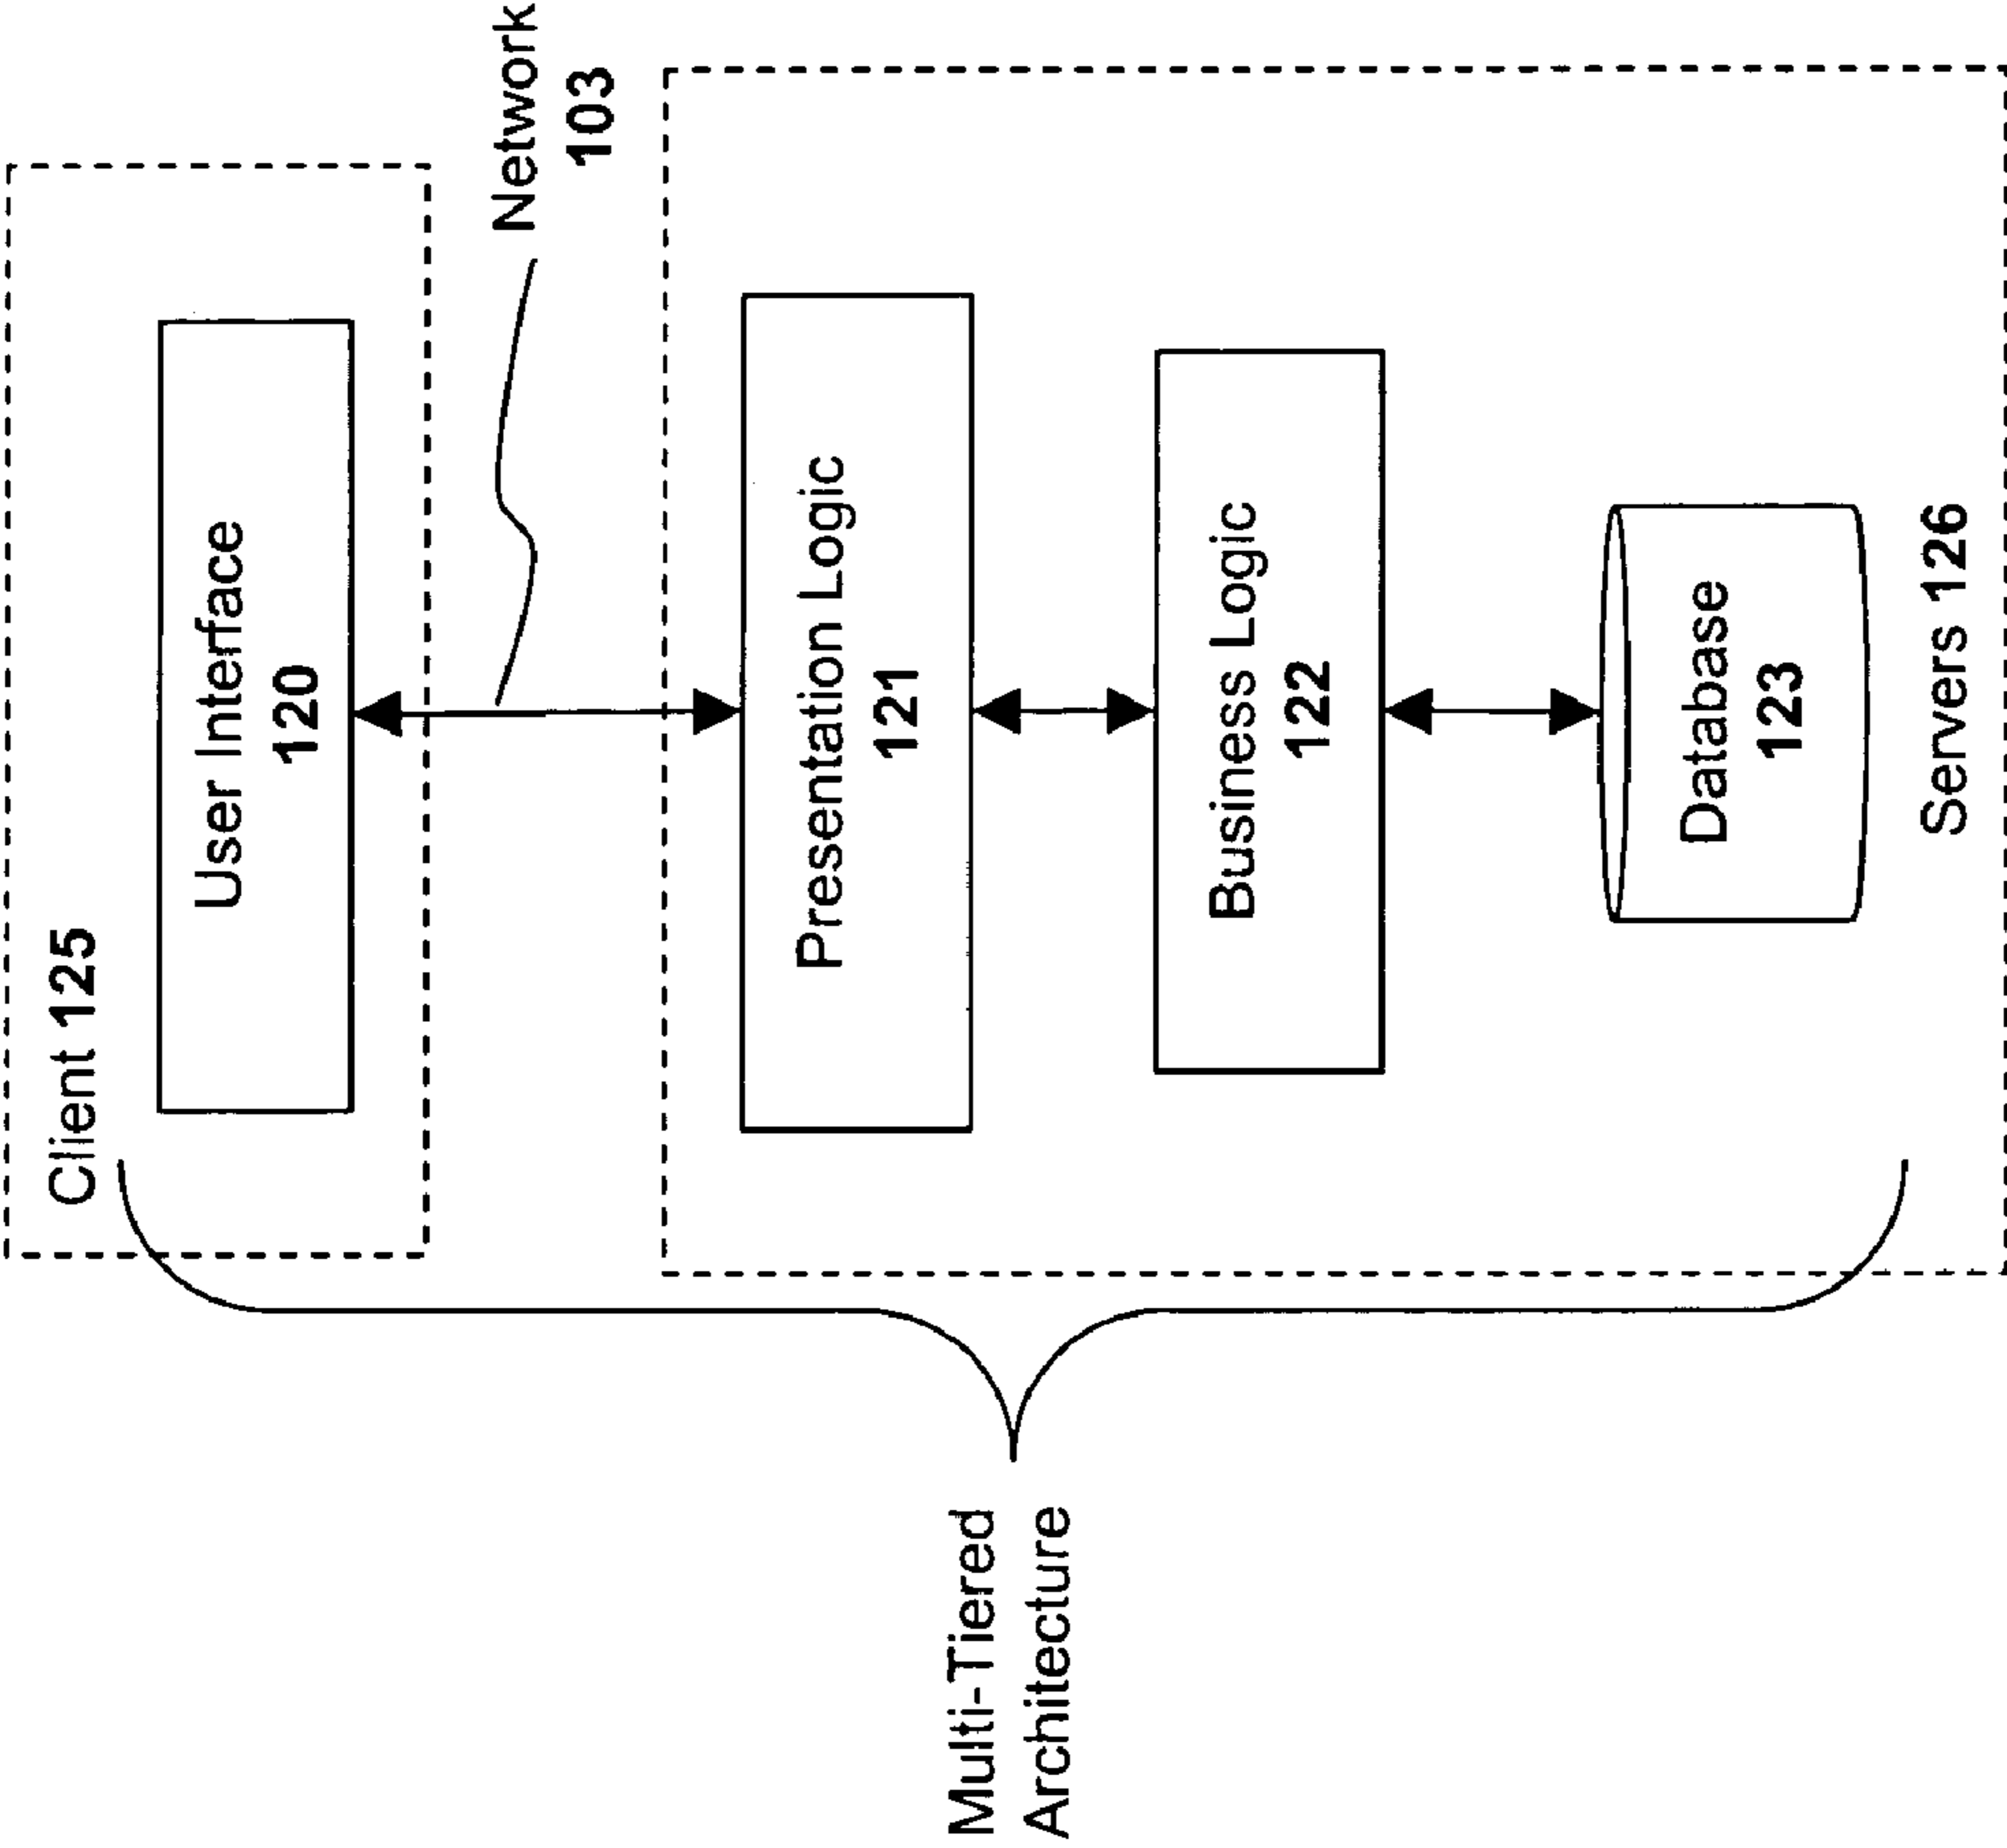 Client 125
User Interface
120
Network
103
Presentation Logic
121
Business Logic
122
Database
123
Servers 126
Multi-Tiered
Architecture